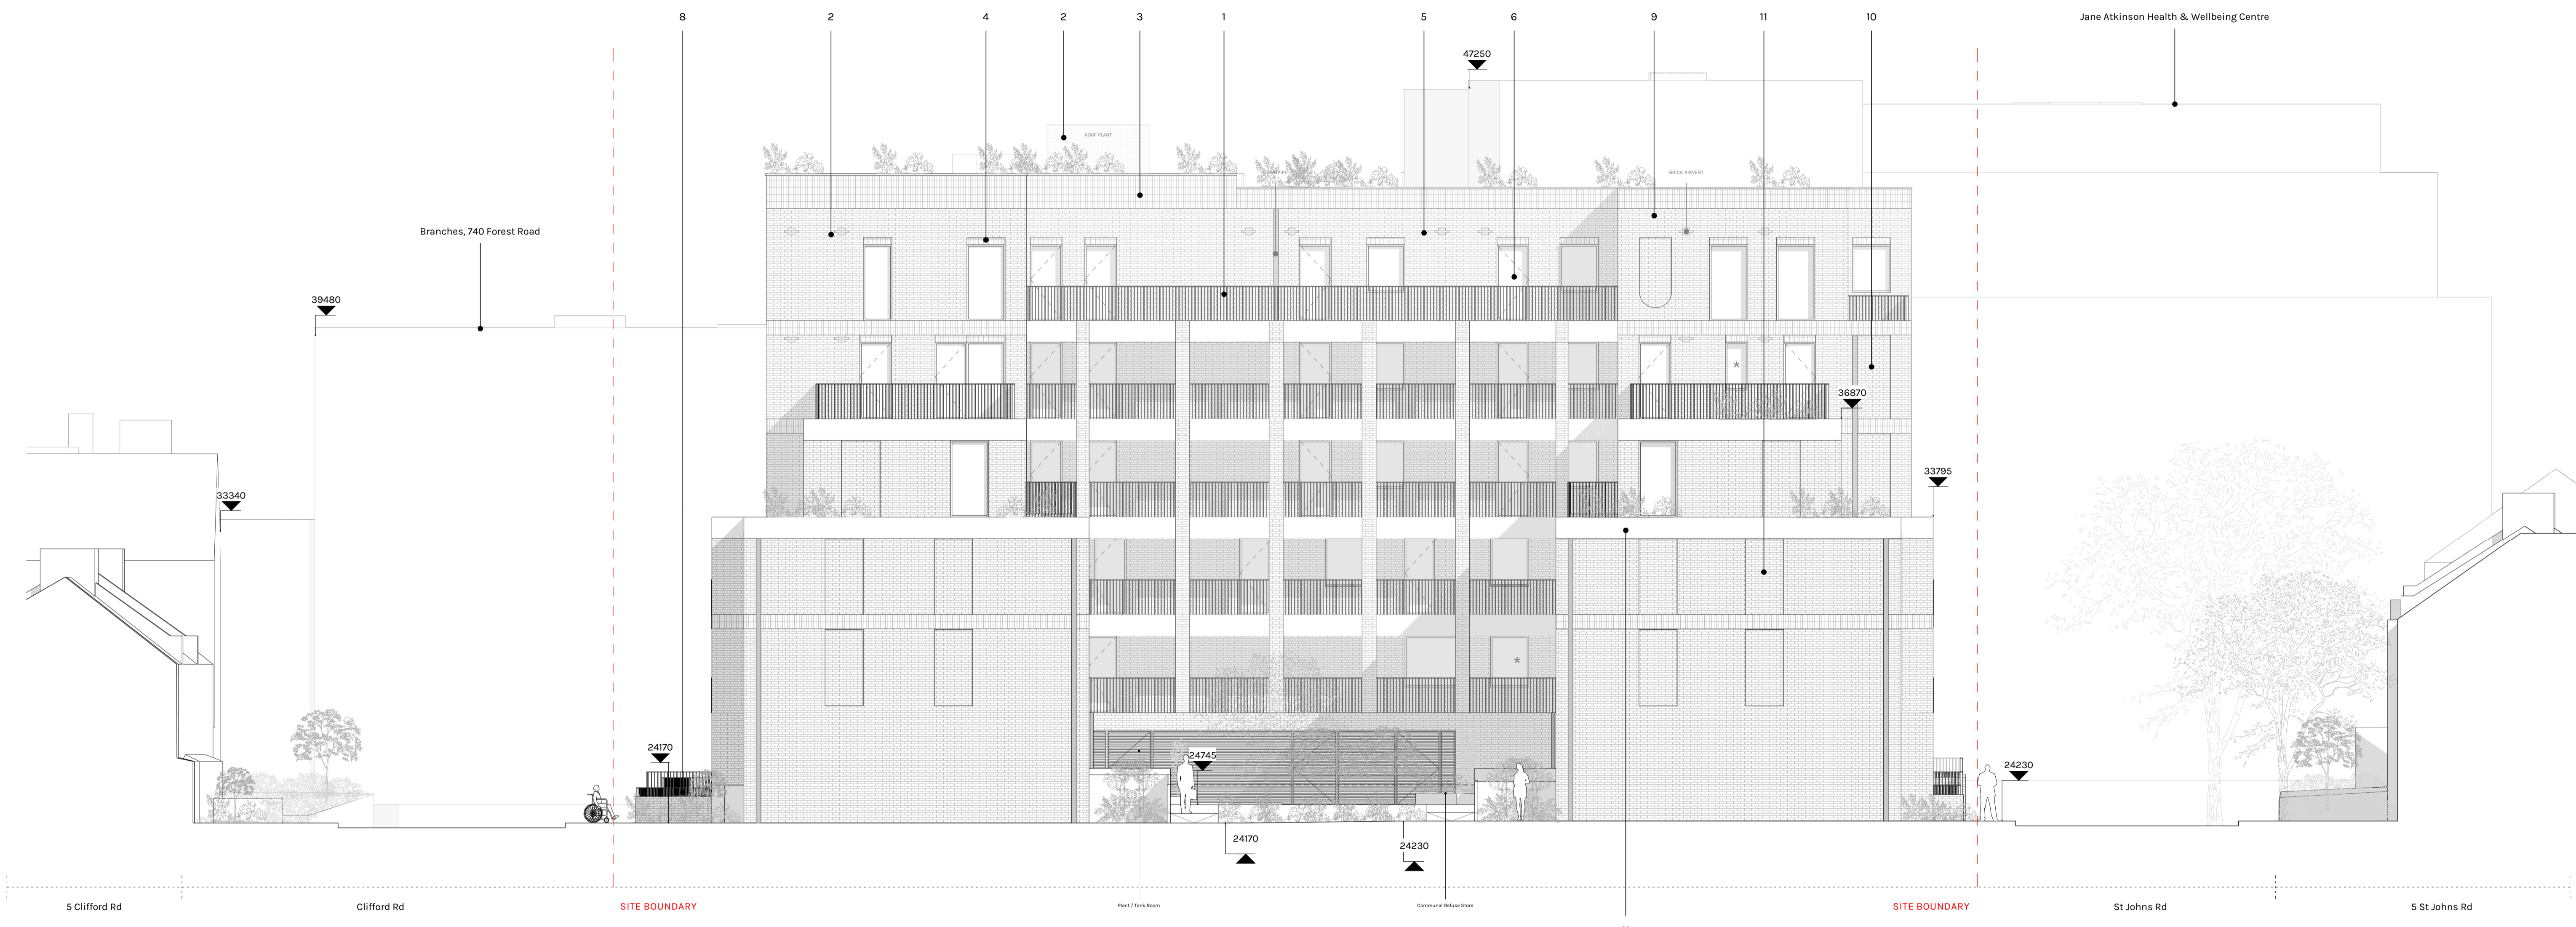 8 2 4 2 3 1 5 6 9 11 10 Jane Atkinson Health & Wellbeing Centre
47250
ROOF PLANT
BRICK AIRVENT
Branches, 740 Forest Road
39480
*
36870
33795
33340
*
24170
24745
24230
24170
24230
5 Clifford Rd
Clifford Rd
SITE BOUNDARY
Plant / Tank Room
Communal Refuse Store
SITE BOUNDARY
St Johns Rd
5 St Johns Rd